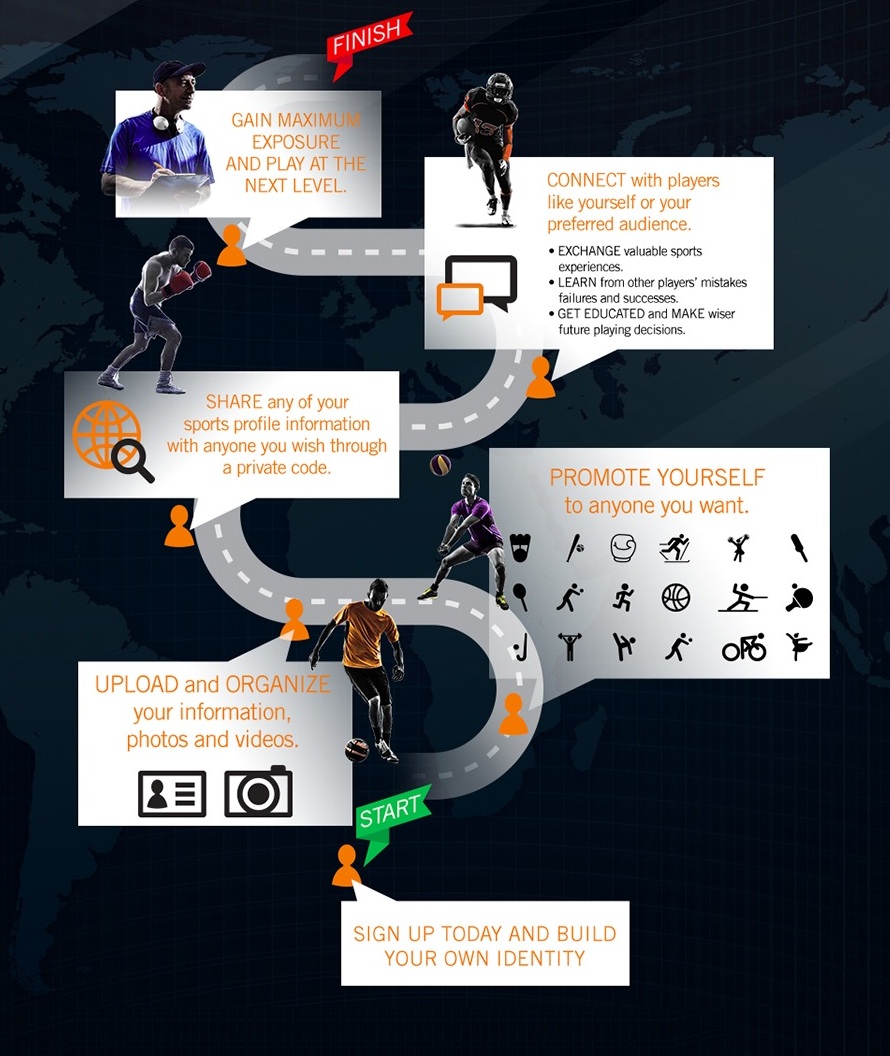 FINISH
GAIN MAXIMUM
EXPOSURE
AND PLAY AT THE
NEXT LEVEL.
CONNECT with players
like yourself or your
preferred audience.
• EXCHANGE valuable sports
experiences.
• LEARN from other players' mistakes
failures and successes.
• GET EDUCATED and MAKE wiser
future playing decisions.
SHARE any of your
sports profile information
with anyone you wish through
a private code.
PROMOTE YOURSELF
to anyone you want.
UPLOAD and ORGANIZE
your information,
photos and videos.
START
SIGN UP TODAY AND BUILD
YOUR OWN IDENTITY